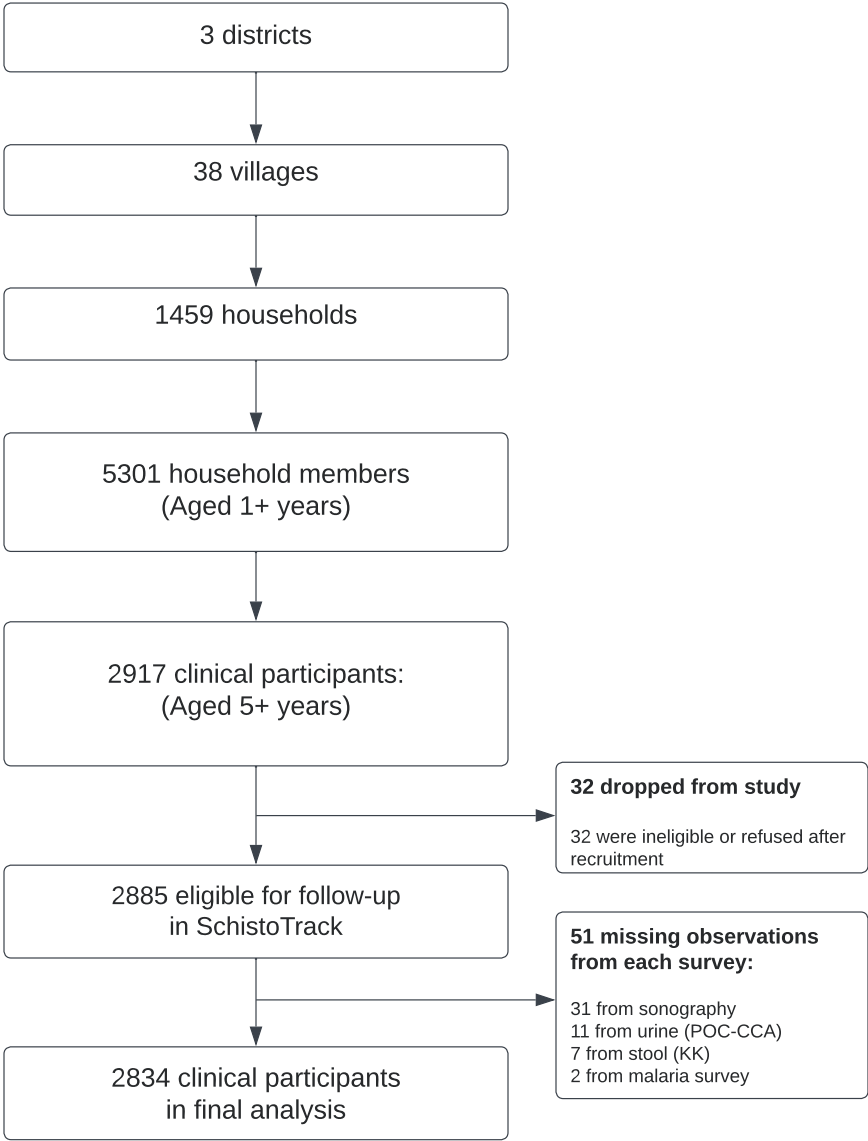 3 districts
38 villages
1459 households
5301 household members
(Aged 1+ years)
2917 clinical participants:
(Aged 5+ years)
32 dropped from study
32 were ineligible or refused after
recruitment
2885 eligible for follow-up
in SchistoTrack
51 missing observations
from each survey:
31 from sonography
11 from urine (POC-CCA)
7 from stool (KK)
2 from malaria survey
2834 clinical participants
in final analysis